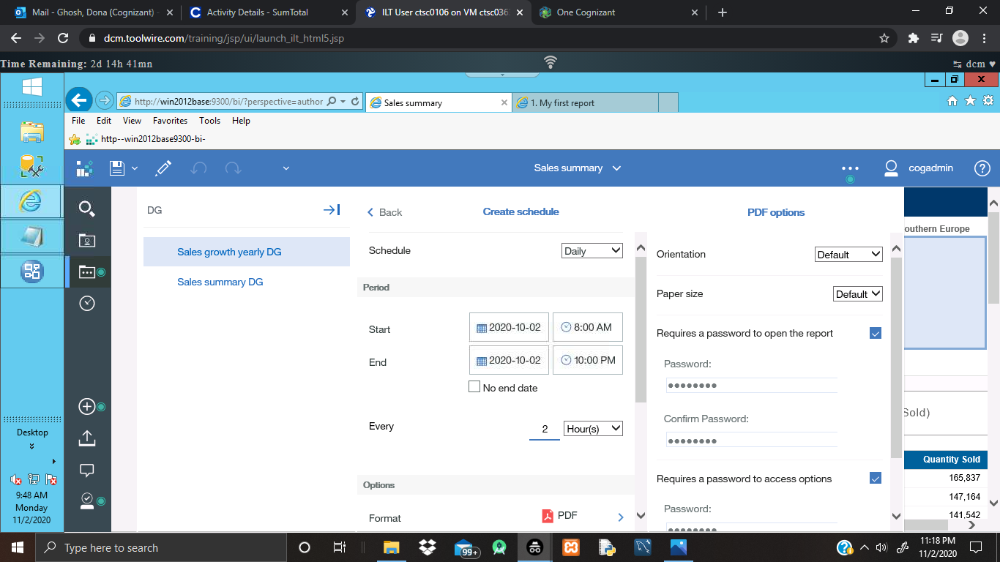 Mail - Ghosh, Dona (Cognizant)
Activity Details - SumTotal
ILT User ctsc0106 on VM ctsc036
One Cognizant
dcm.toolwire.com/training/jsp/ui/launch_ilt_html5.jsp
Time Remaining: 2d 14h 41mn
dcm
http://win2012base:9300/bi/?perspective=author
Sales summary
1. My first report
File Edit View Favorites Tools Help
http--win2012base9300-bi-
Sales summary
cogadmin
DG
Back
Create schedule
PDF options
outhern Europe
Sales growth yearly DG
Sales summary DG
Schedule
Daily
Orientation
Default
Period
Paper size
Default
Start
2020-10-02
8:00 AM
Requires a password to open the report
End
2020-10-02
10:00 PM
Password:
••••••••
No end date
Sold)
Confirm Password:
••••••••
Every
2
Hour(s)
Quantity Sold
Options
Requires a password to access options
165,837
147,164
Format
PDF
Password:
141,542
Desktop
9:48 AM
Monday
11/2/2020
Type here to search
99+
11:18 PM
11/2/2020